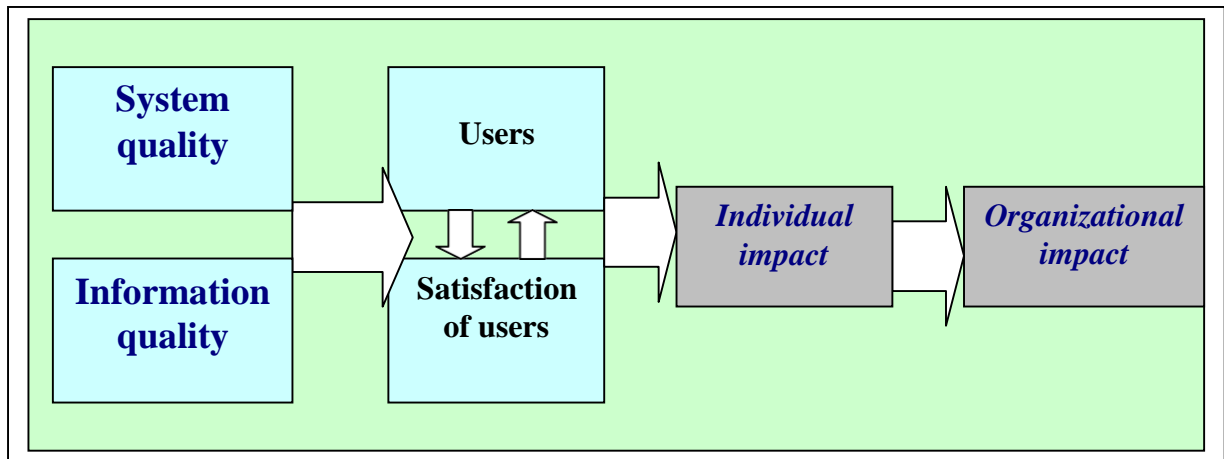 System
quality
Users
Information
quality
Satisfaction
of users
Individual
impact
Organizational
impact